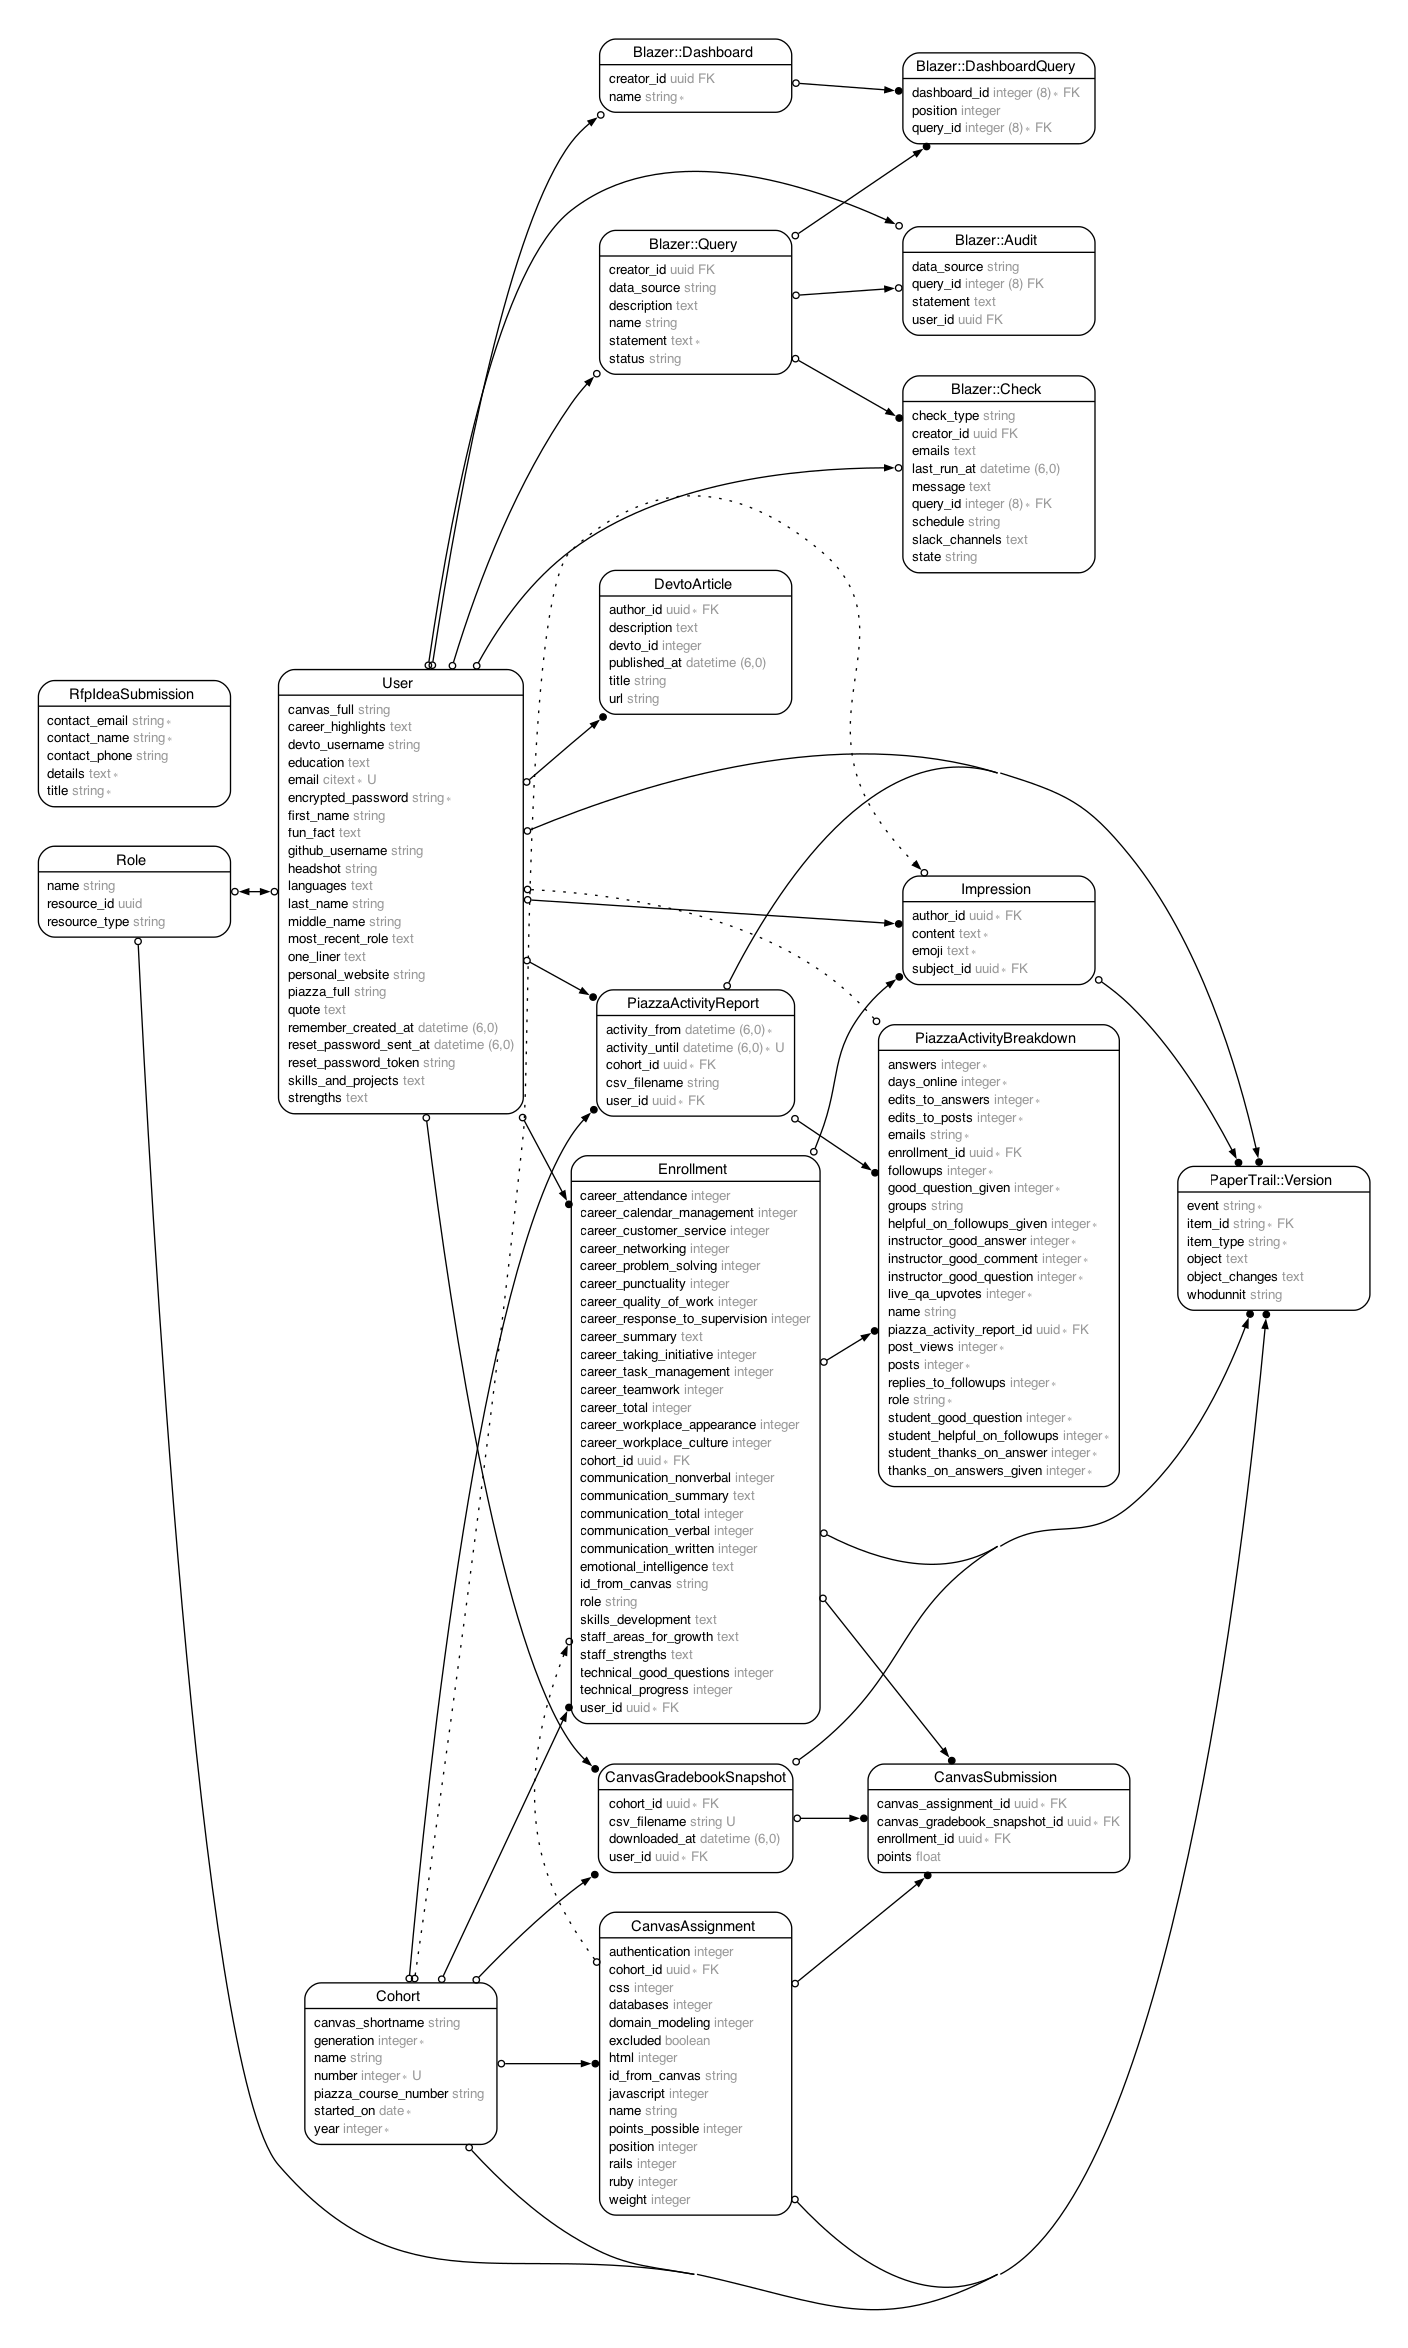 Blazer::Dashboard
creator_id uuid FK
name string∗
Blazer::DashboardQuery
dashboard_id integer (8)∗ FK
position integer
query_id integer (8)∗ FK
Blazer::Query
creator_id uuid FK
data_source string
description text
name string
statement text∗
status string
Blazer::Audit
data_source string
query_id integer (8) FK
statement text
user_id uuid FK
Blazer::Check
check_type string
creator_id uuid FK
emails text
last_run_at datetime (6,0)
message text
query_id integer (8)∗ FK
schedule string
slack_channels text
state string
DevtoArticle
author_id uuid∗ FK
description text
devto_id integer
published_at datetime (6,0)
title string
url string
RfpIdeaSubmission
contact_email string∗
contact_name string∗
contact_phone string
details text∗
title string∗
User
canvas_full string
career_highlights text
devto_username string
education text
email citext∗ U
encrypted_password string∗
first_name string
fun_fact text
github_username string
headshot string
languages text
last_name string
middle_name string
most_recent_role text
one_liner text
personal_website string
piazza_full string
quote text
remember_created_at datetime (6,0)
reset_password_sent_at datetime (6,0)
reset_password_token string
skills_and_projects text
strengths text
Role
name string
resource_id uuid
resource_type string
Impression
author_id uuid∗ FK
content text∗
emoji text∗
subject_id uuid∗ FK
PiazzaActivityReport
activity_from datetime (6,0)∗
activity_until datetime (6,0)∗ U
cohort_id uuid∗ FK
csv_filename string
user_id uuid∗ FK
PiazzaActivityBreakdown
answers integer∗
days_online integer∗
edits_to_answers integer∗
edits_to_posts integer∗
emails string∗
enrollment_id uuid∗ FK
followups integer∗
good_question_given integer∗
groups string
helpful_on_followups_given integer∗
instructor_good_answer integer∗
instructor_good_comment integer∗
instructor_good_question integer∗
live_qa_upvotes integer∗
name string
piazza_activity_report_id uuid∗ FK
post_views integer∗
posts integer∗
replies_to_followups integer∗
role string∗
student_good_question integer∗
student_helpful_on_followups integer∗
student_thanks_on_answer integer∗
thanks_on_answers_given integer∗
Enrollment
career_attendance integer
career_calendar_management integer
career_customer_service integer
career_networking integer
career_problem_solving integer
career_punctuality integer
career_quality_of_work integer
career_response_to_supervision integer
career_summary text
career_taking_initiative integer
career_task_management integer
career_teamwork integer
career_total integer
career_workplace_appearance integer
career_workplace_culture integer
cohort_id uuid∗ FK
communication_nonverbal integer
communication_summary text
communication_total integer
communication_verbal integer
communication_written integer
emotional_intelligence text
id_from_canvas string
role string
skills_development text
staff_areas_for_growth text
staff_strengths text
technical_good_questions integer
technical_progress integer
user_id uuid∗ FK
PaperTrail::Version
event string∗
item_id string∗ FK
item_type string∗
object text
object_changes text
whodunnit string
CanvasGradebookSnapshot
cohort_id uuid∗ FK
csv_filename string U
downloaded_at datetime (6,0)
user_id uuid∗ FK
CanvasSubmission
canvas_assignment_id uuid∗ FK
canvas_gradebook_snapshot_id uuid∗ FK
enrollment_id uuid∗ FK
points float
CanvasAssignment
authentication integer
cohort_id uuid∗ FK
css integer
databases integer
domain_modeling integer
excluded boolean
html integer
id_from_canvas string
javascript integer
name string
points_possible integer
position integer
rails integer
ruby integer
weight integer
Cohort
canvas_shortname string
generation integer∗
name string
number integer∗ U
piazza_course_number string
started_on date∗
year integer∗